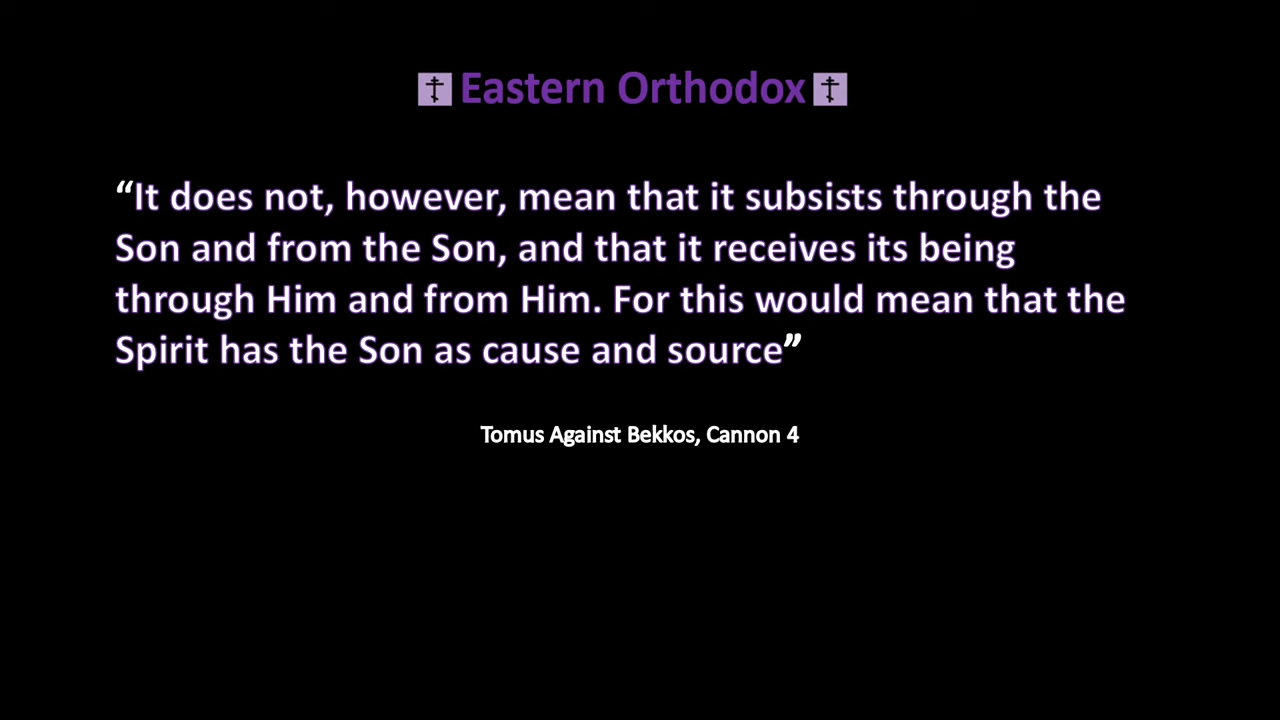 ☦Eastern Orthodox☦
“It does not, however, mean that it subsists through the
Son and from the Son, and that it receives its being
through Him and from Him. For this would mean that the
Spirit has the Son as cause and source”
Tomus Against Bekkos, Cannon 4